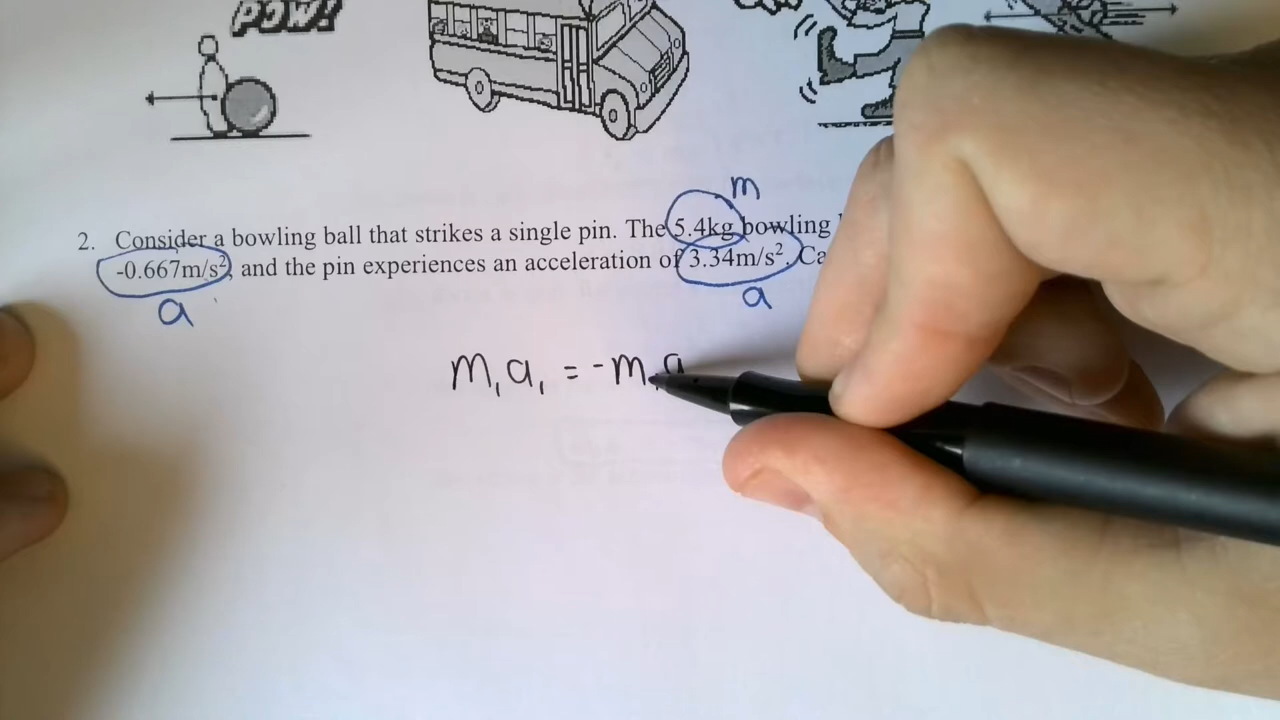 POW!
m
2. Consider a bowling ball that strikes a single pin. The 5.4kg bowling
-0.667m/s², and the pin experiences an acceleration of 3.34m/s². Ca
a a
m₁a₁ = -m